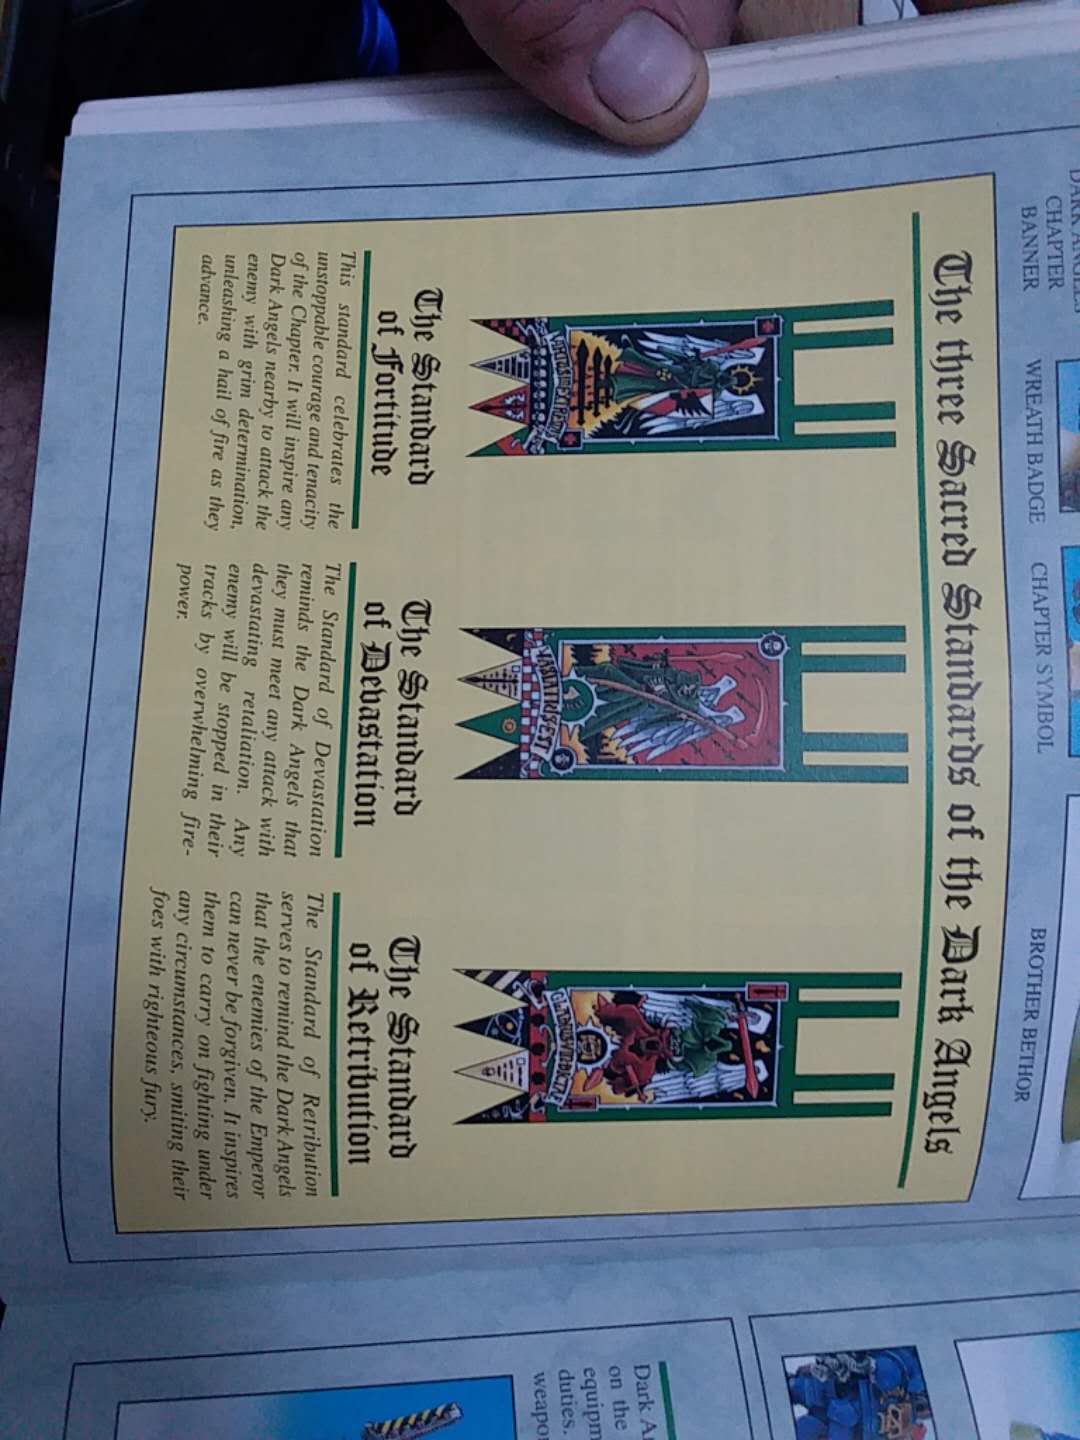 CHAPTER
BANNER
WREATH BADGE
CHAPTER SYMBOL
BROTHER BETHOR
The three Sacred Standards of the Dark Angels
The Standard
of Fortitude
This standard celebrates the
unstoppable courage and tenacity
of the Chapter. It will inspire any
Dark Angels nearby to attack the
enemy with grim determination,
unleashing a hail of fire as they
advance.
The Standard
of Devastation
The Standard of Devastation
reminds the Dark Angels that
they must meet any attack with
devastating retaliation. Any
enemy will be stopped in their
tracks by overwhelming fire-
power.
The Standard
of Retribution
The Standard of Retribution
serves to remind the Dark Angels
that the enemies of the Emperor
can never be forgiven. It inspires
them to carry on fighting under
any circumstances, smiting their
foes with righteous fury.
Dark
on the
duties.